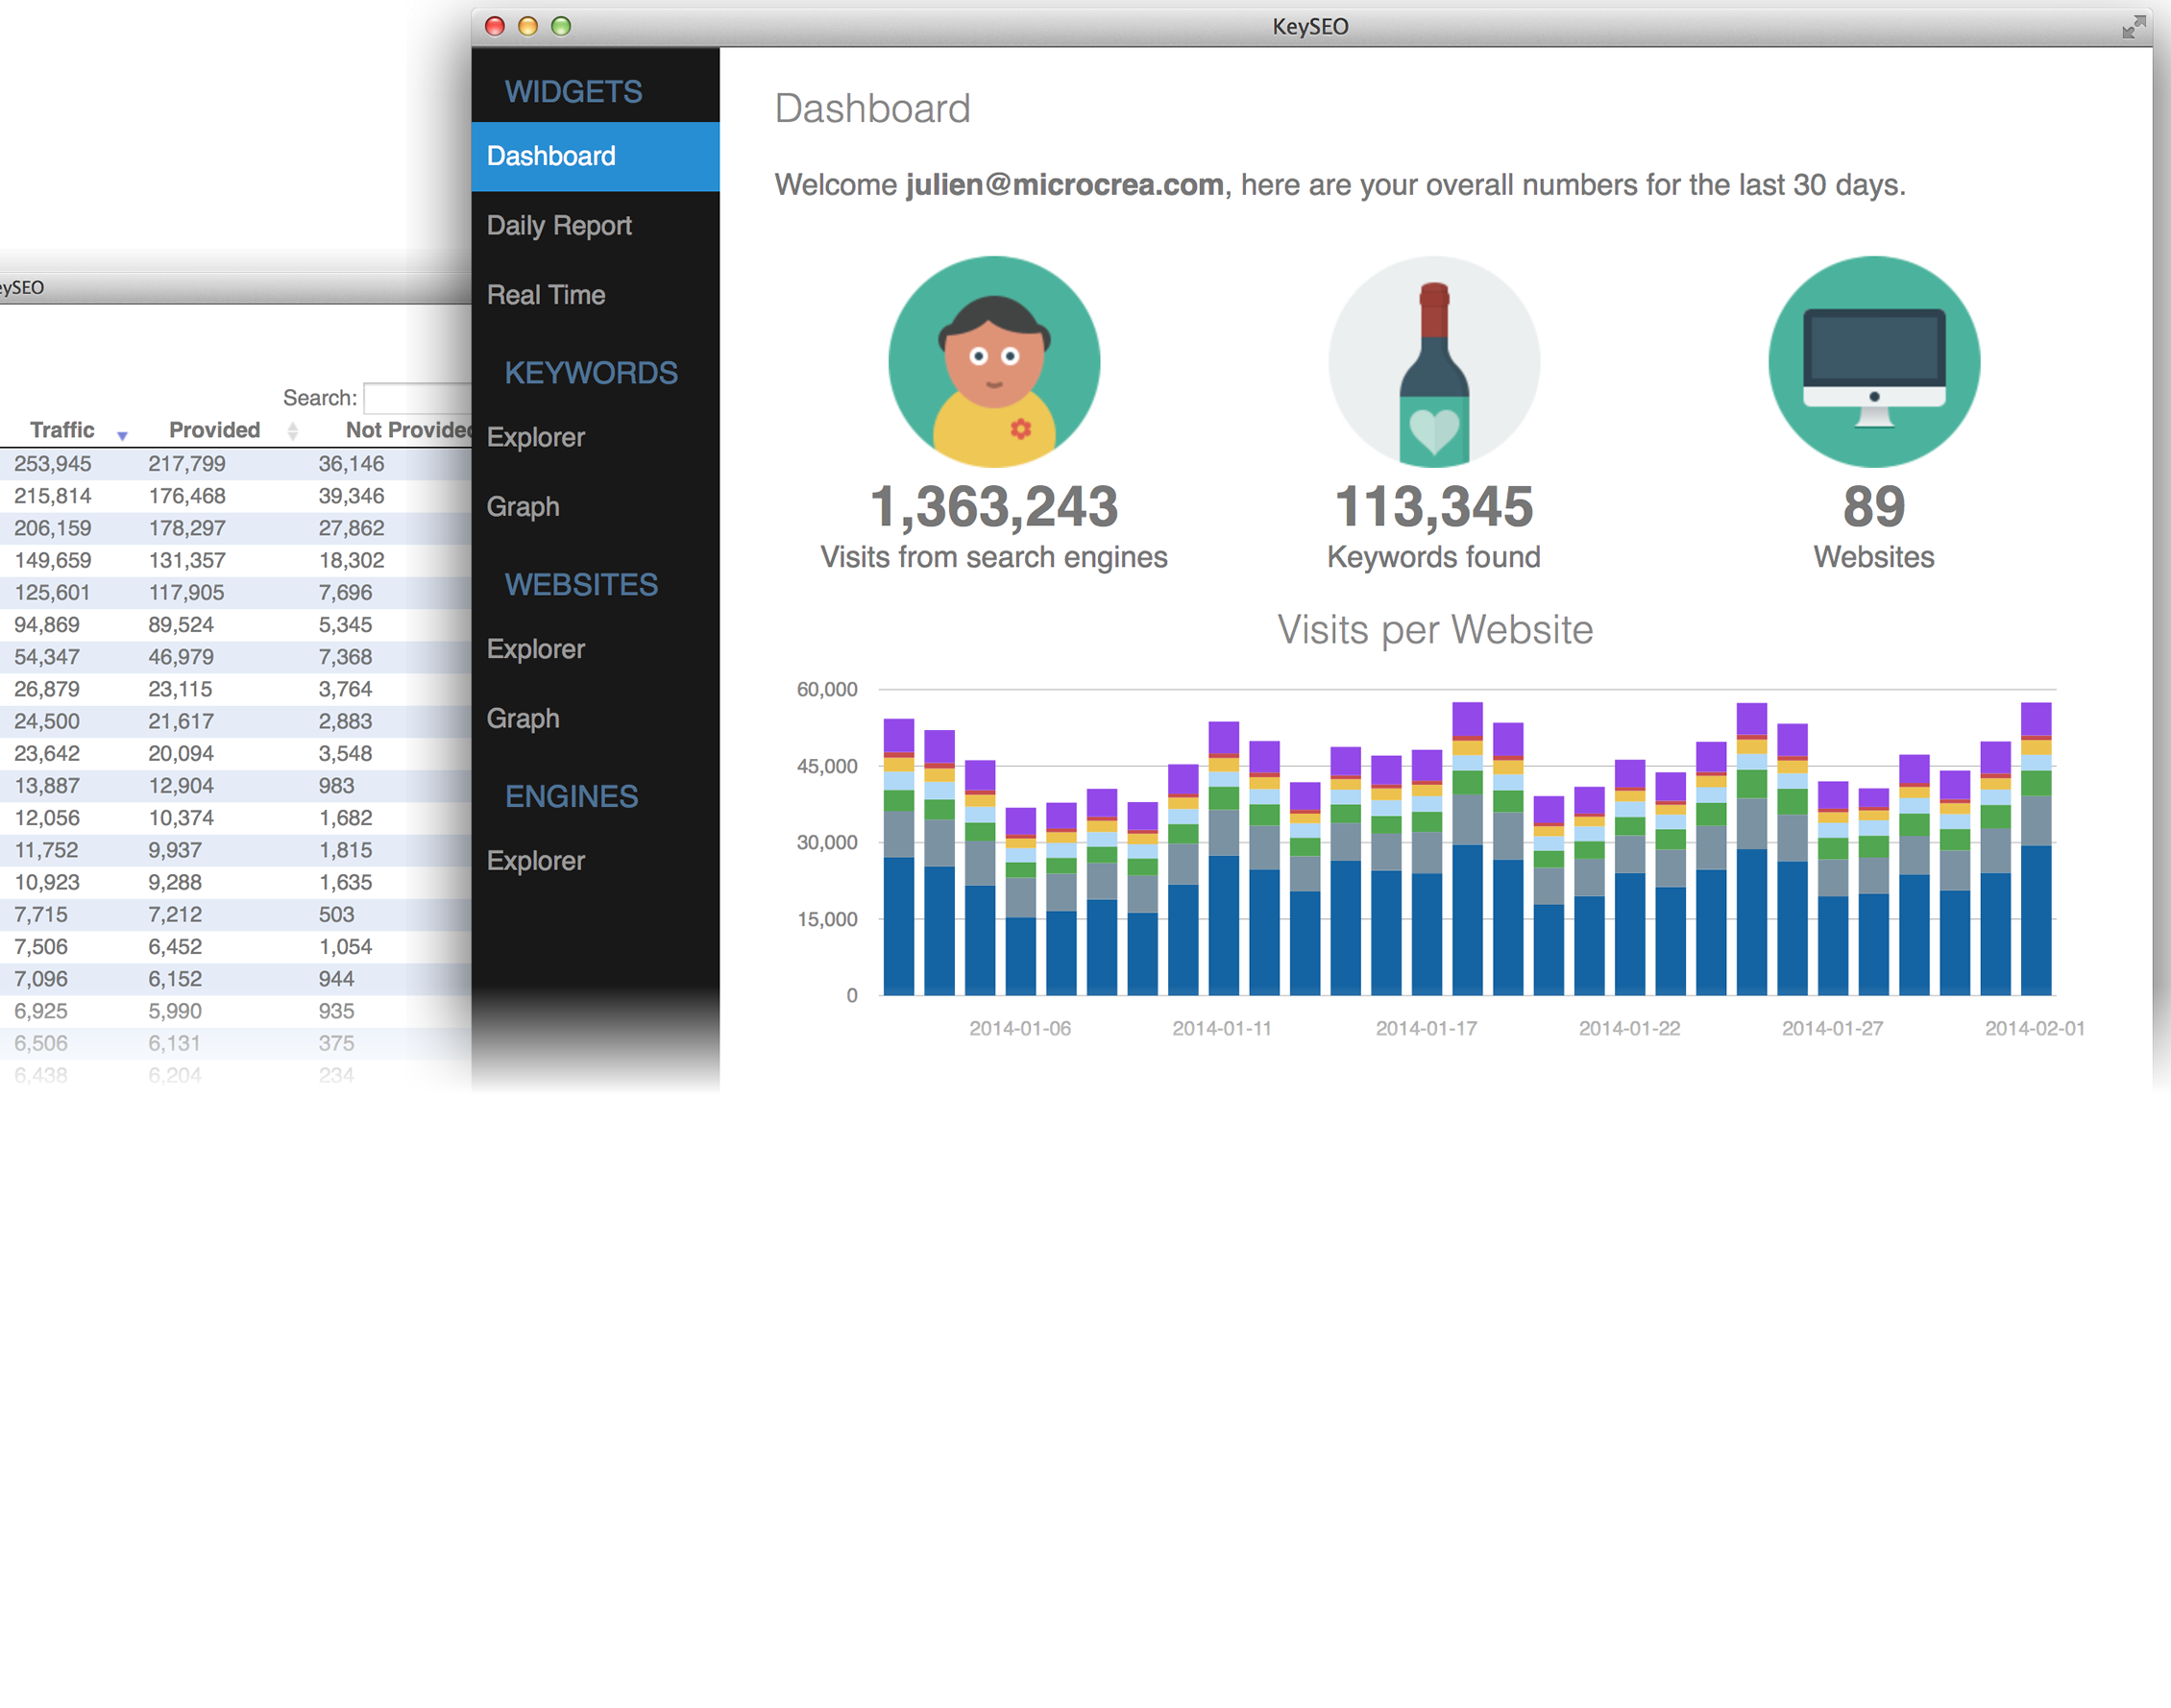 KeySEO
WIDGETS
Dashboard
Daily Report
Real Time
KEYWORDS
Explorer
Graph
WEBSITES
Explorer
Graph
ENGINES
Explorer
Dashboard
Welcome julien@microcrea.com, here are your overall numbers for the last 30 days.
1,363,243
Visits from search engines
113,345
Keywords found
89
Websites
Visits per Website
60,000
45,000
30,000
15,000
0
2014-01-06 2014-01-11 2014-01-17 2014-01-22 2014-01-27 2014-02-01
eySEO
Search:
Traffic Provided Not Provided
253,945 217,799 36,146
215,814 176,468 39,346
206,159 178,297 27,862
149,659 131,357 18,302
125,601 117,905 7,696
94,869 89,524 5,345
54,347 46,979 7,368
26,879 23,115 3,764
24,500 21,617 2,883
23,642 20,094 3,548
13,887 12,904 983
12,056 10,374 1,682
11,752 9,937 1,815
10,923 9,288 1,635
7,715 7,212 503
7,506 6,452 1,054
7,096 6,152 944
6,925 5,990 935
6,506 6,131 375
6,438 6,204 234